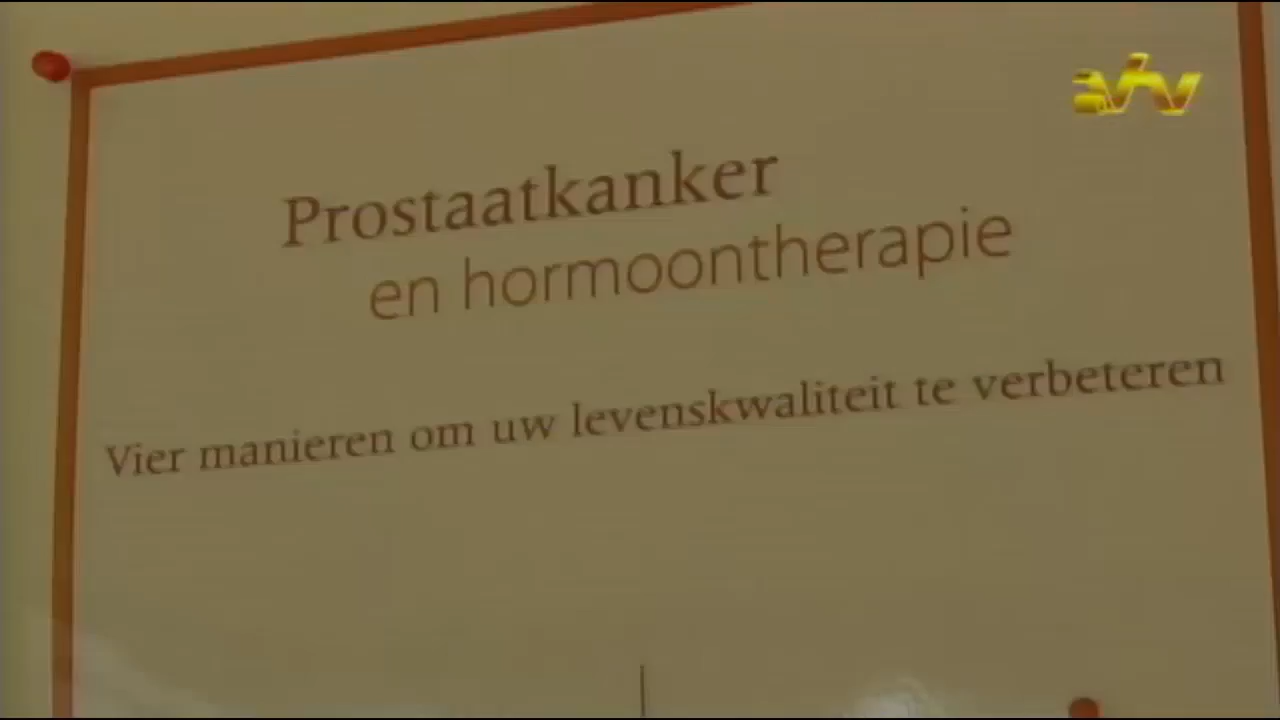 Prostaatkanker
en hormoontherapie
Vier manieren om uw levenskwaliteit te verbeteren